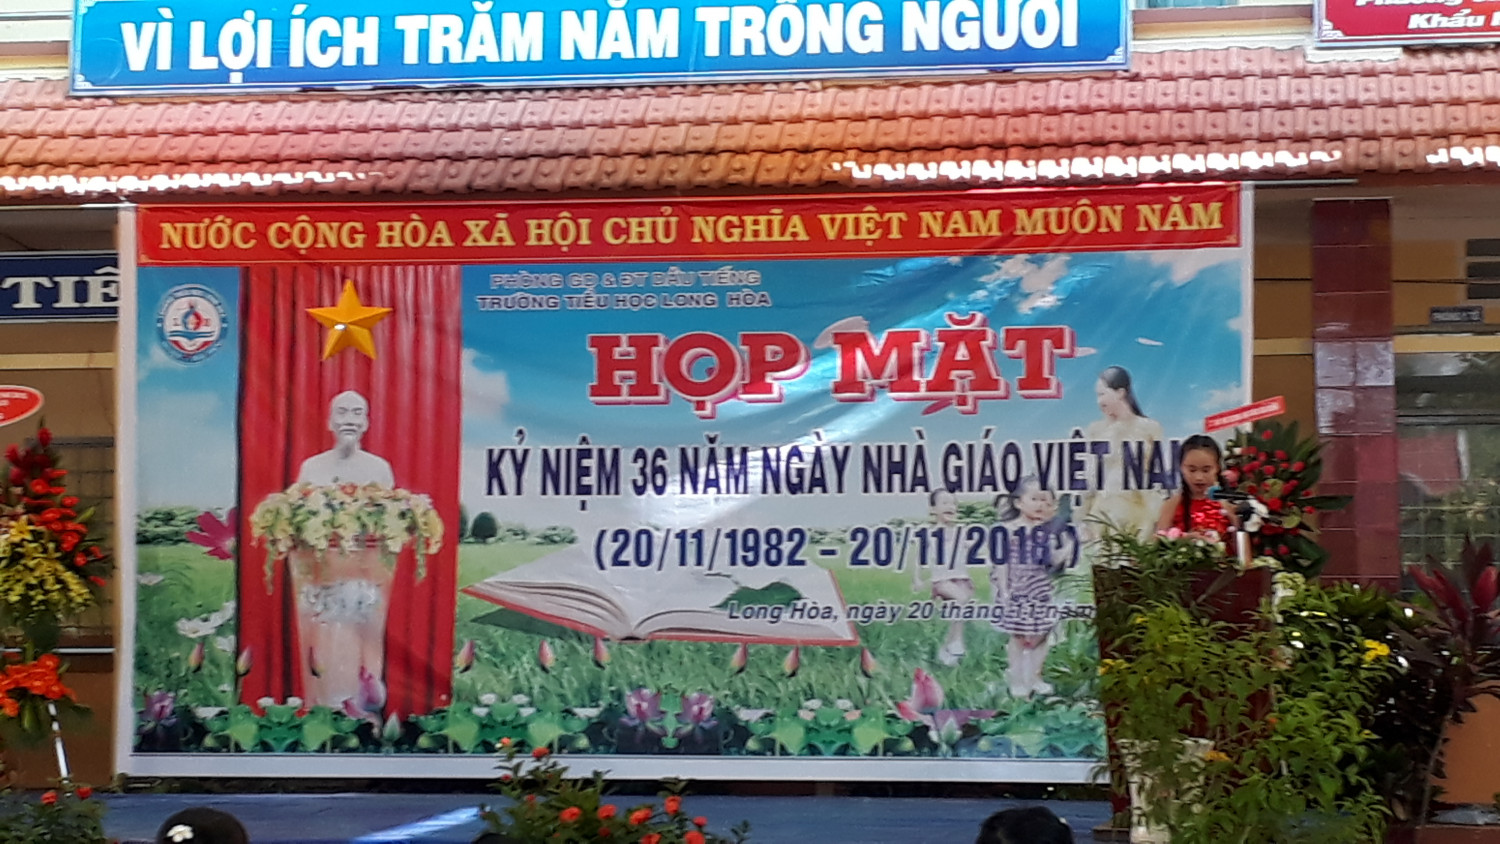 VÌ LỢI ÍCH TRĂM NĂM TRỒNG NGƯỜI
Khẩu
NƯỚC CỘNG HÒA XÃ HỘI CHỦ NGHĨA VIỆT NAM MUÔN NĂM
TIÊ
PHÒNG GD & ĐT DẦU TIẾNG
TRƯỜNG TIỂU HỌC LONG HÒA
HỌP MẶT
KỶ NIỆM 36 NĂM NGÀY NHÀ GIÁO VIỆT NAM
(20/11/1982 - 20/11/2018)
Long Hòa, ngày 20 tháng 11 năm